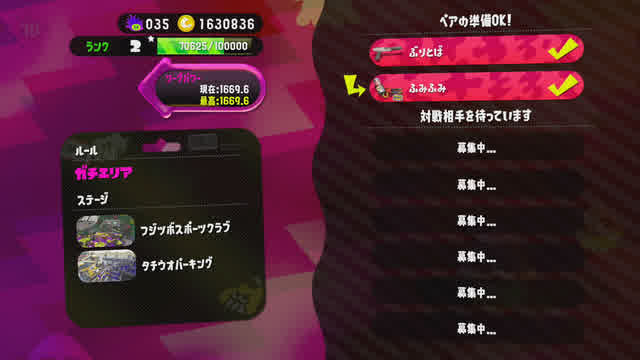 035 1630836
ランク 2 70625/100000
リーグパワー
現在:1669.6
最高:1669.6
ルール
ガチエリア
ステージ
フジツボスポーツクラブ
タチウオパーキング
ペアの準備OK!
ぷりとぱ
ふみふみ
対戦相手を待っています
募集中...
募集中...
募集中...
募集中...
募集中...
募集中...